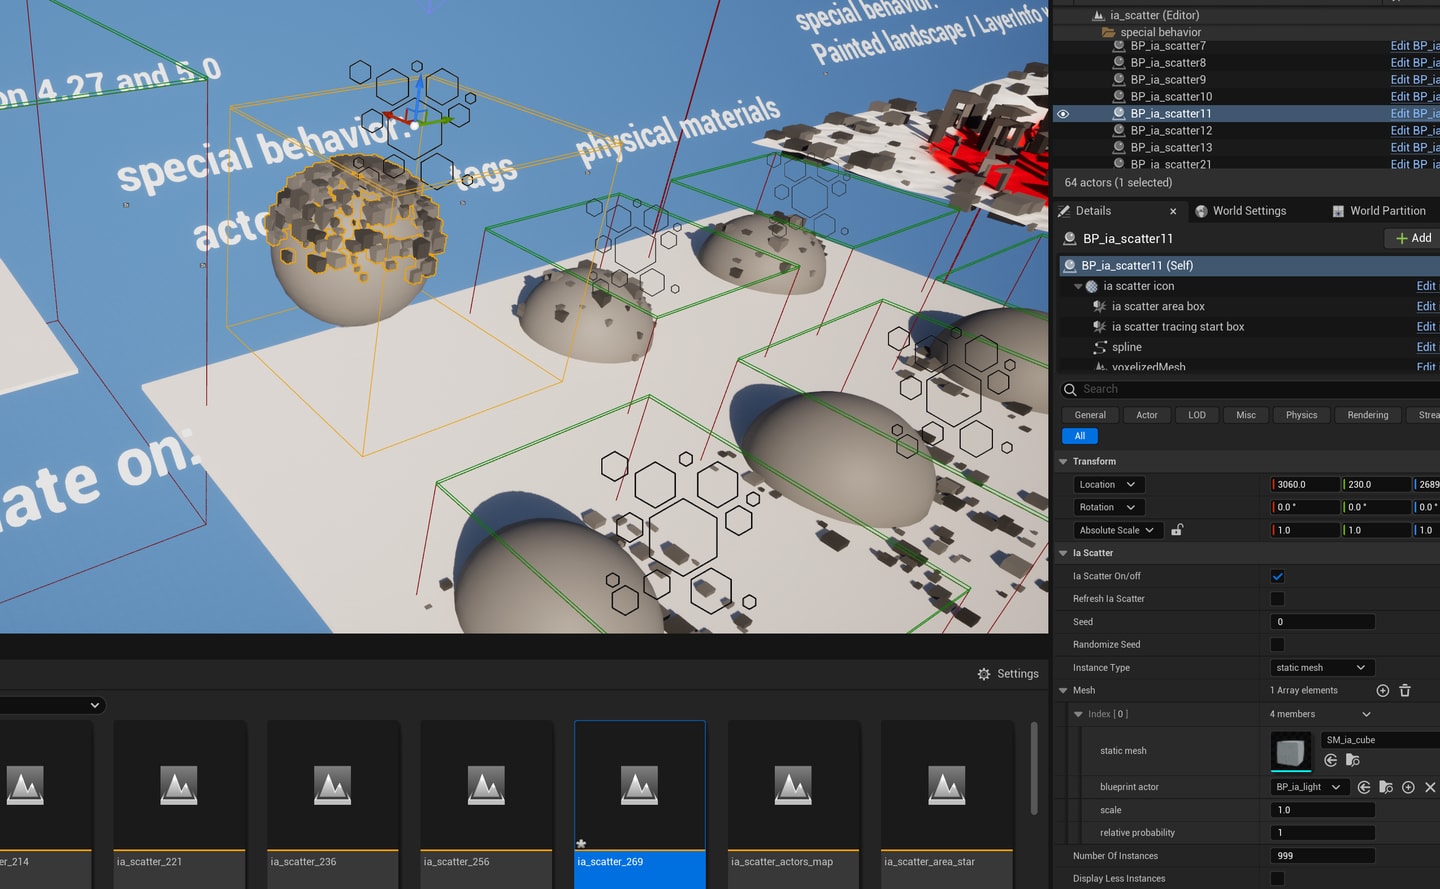 on 4.27 and 5.0
special behavior:
Painted landscape / LayerInfo
special behavior:
physical materials
tags
ate on:
Settings
er_214
ia_scatter_221
ia_scatter_236
ia_scatter_256
ia_scatter_269
ia_scatter_actors_map
ia_scatter_area_star
ia_scatter (Editor)
special behavior
BP_ia_scatter7 Edit BP_ia
BP_ia_scatter8 Edit BP_ia
BP_ia_scatter9 Edit BP_ia
BP_ia_scatter10 Edit BP_ia
BP_ia_scatter11 Edit BP_ia
BP_ia_scatter12 Edit BP_ia
BP_ia_scatter13 Edit BP_ia
BP_ia_scatter21 Edit BP_ia
64 actors (1 selected)
Details World Settings World Partition
BP_ia_scatter11 Add
BP_ia_scatter11 (Self)
ia scatter icon Edit
ia scatter area box Edit
ia scatter tracing start box Edit
spline Edit
voxelizedMesh Edit
Search
General Actor LOD Misc Physics Rendering Strea
All
Transform
Location 3060.0 230.0 2689
Rotation 0.0 ° 0.0 ° 0.0 °
Absolute Scale 1.0 1.0 1.0
Ia Scatter
Ia Scatter On/off
Refresh Ia Scatter
Seed 0
Randomize Seed
Instance Type static mesh
Mesh 1 Array elements
Index [ 0 ] 4 members
static mesh SM_ia_cube
blueprint actor BP_ia_light
scale 1.0
relative probability 1
Number Of Instances 999
Display Less Instances